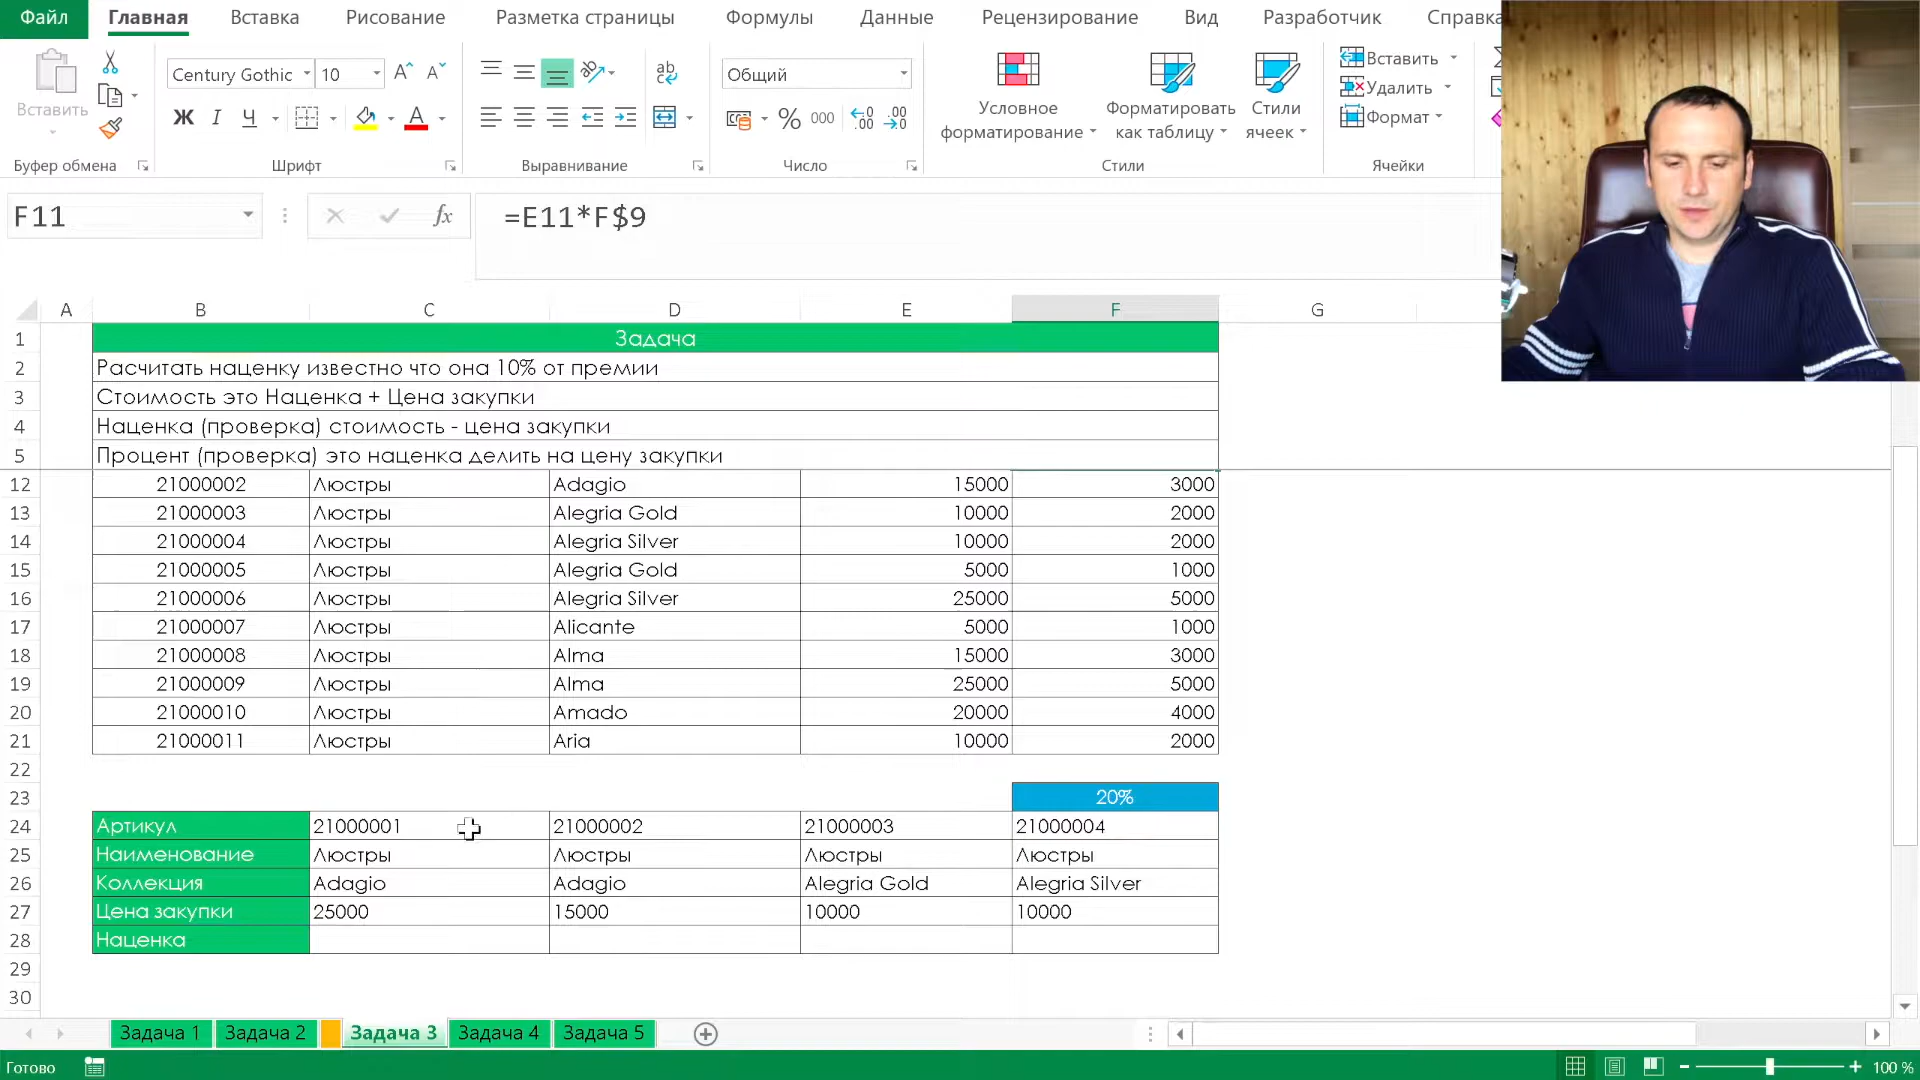 Файл Главная Вставка Рисование Разметка страницы Формулы Данные Рецензирование Вид Разработчик Справка
Вставить
Century Gothic 10
Ж К Ч
Общий
% 000
Условное форматирование
Форматировать как таблицу
Стили ячеек
Вставить
Удалить
Формат
Буфер обмена Шрифт Выравнивание Число Стили Ячейки
F11 fx =E11*F$9
A B C D E F G
1 Задача
2 Расчитать наценку известно что она 10% от премии
3 Стоимость это Наценка + Цена закупки
4 Наценка (проверка) стоимость - цена закупки
5 Процент (проверка) это наценка делить на цену закупки
12 21000002 Люстры Adagio 15000 3000
13 21000003 Люстры Alegria Gold 10000 2000
14 21000004 Люстры Alegria Silver 10000 2000
15 21000005 Люстры Alegria Gold 5000 1000
16 21000006 Люстры Alegria Silver 25000 5000
17 21000007 Люстры Alicante 5000 1000
18 21000008 Люстры Alma 15000 3000
19 21000009 Люстры Alma 25000 5000
20 21000010 Люстры Amado 20000 4000
21 21000011 Люстры Aria 10000 2000
22
23 20%
24 Артикул 21000001 21000002 21000003 21000004
25 Наименование Люстры Люстры Люстры Люстры
26 Коллекция Adagio Adagio Alegria Gold Alegria Silver
27 Цена закупки 25000 15000 10000 10000
28 Наценка
29
30
Задача 1 Задача 2 Задача 3 Задача 4 Задача 5
Готово 100 %